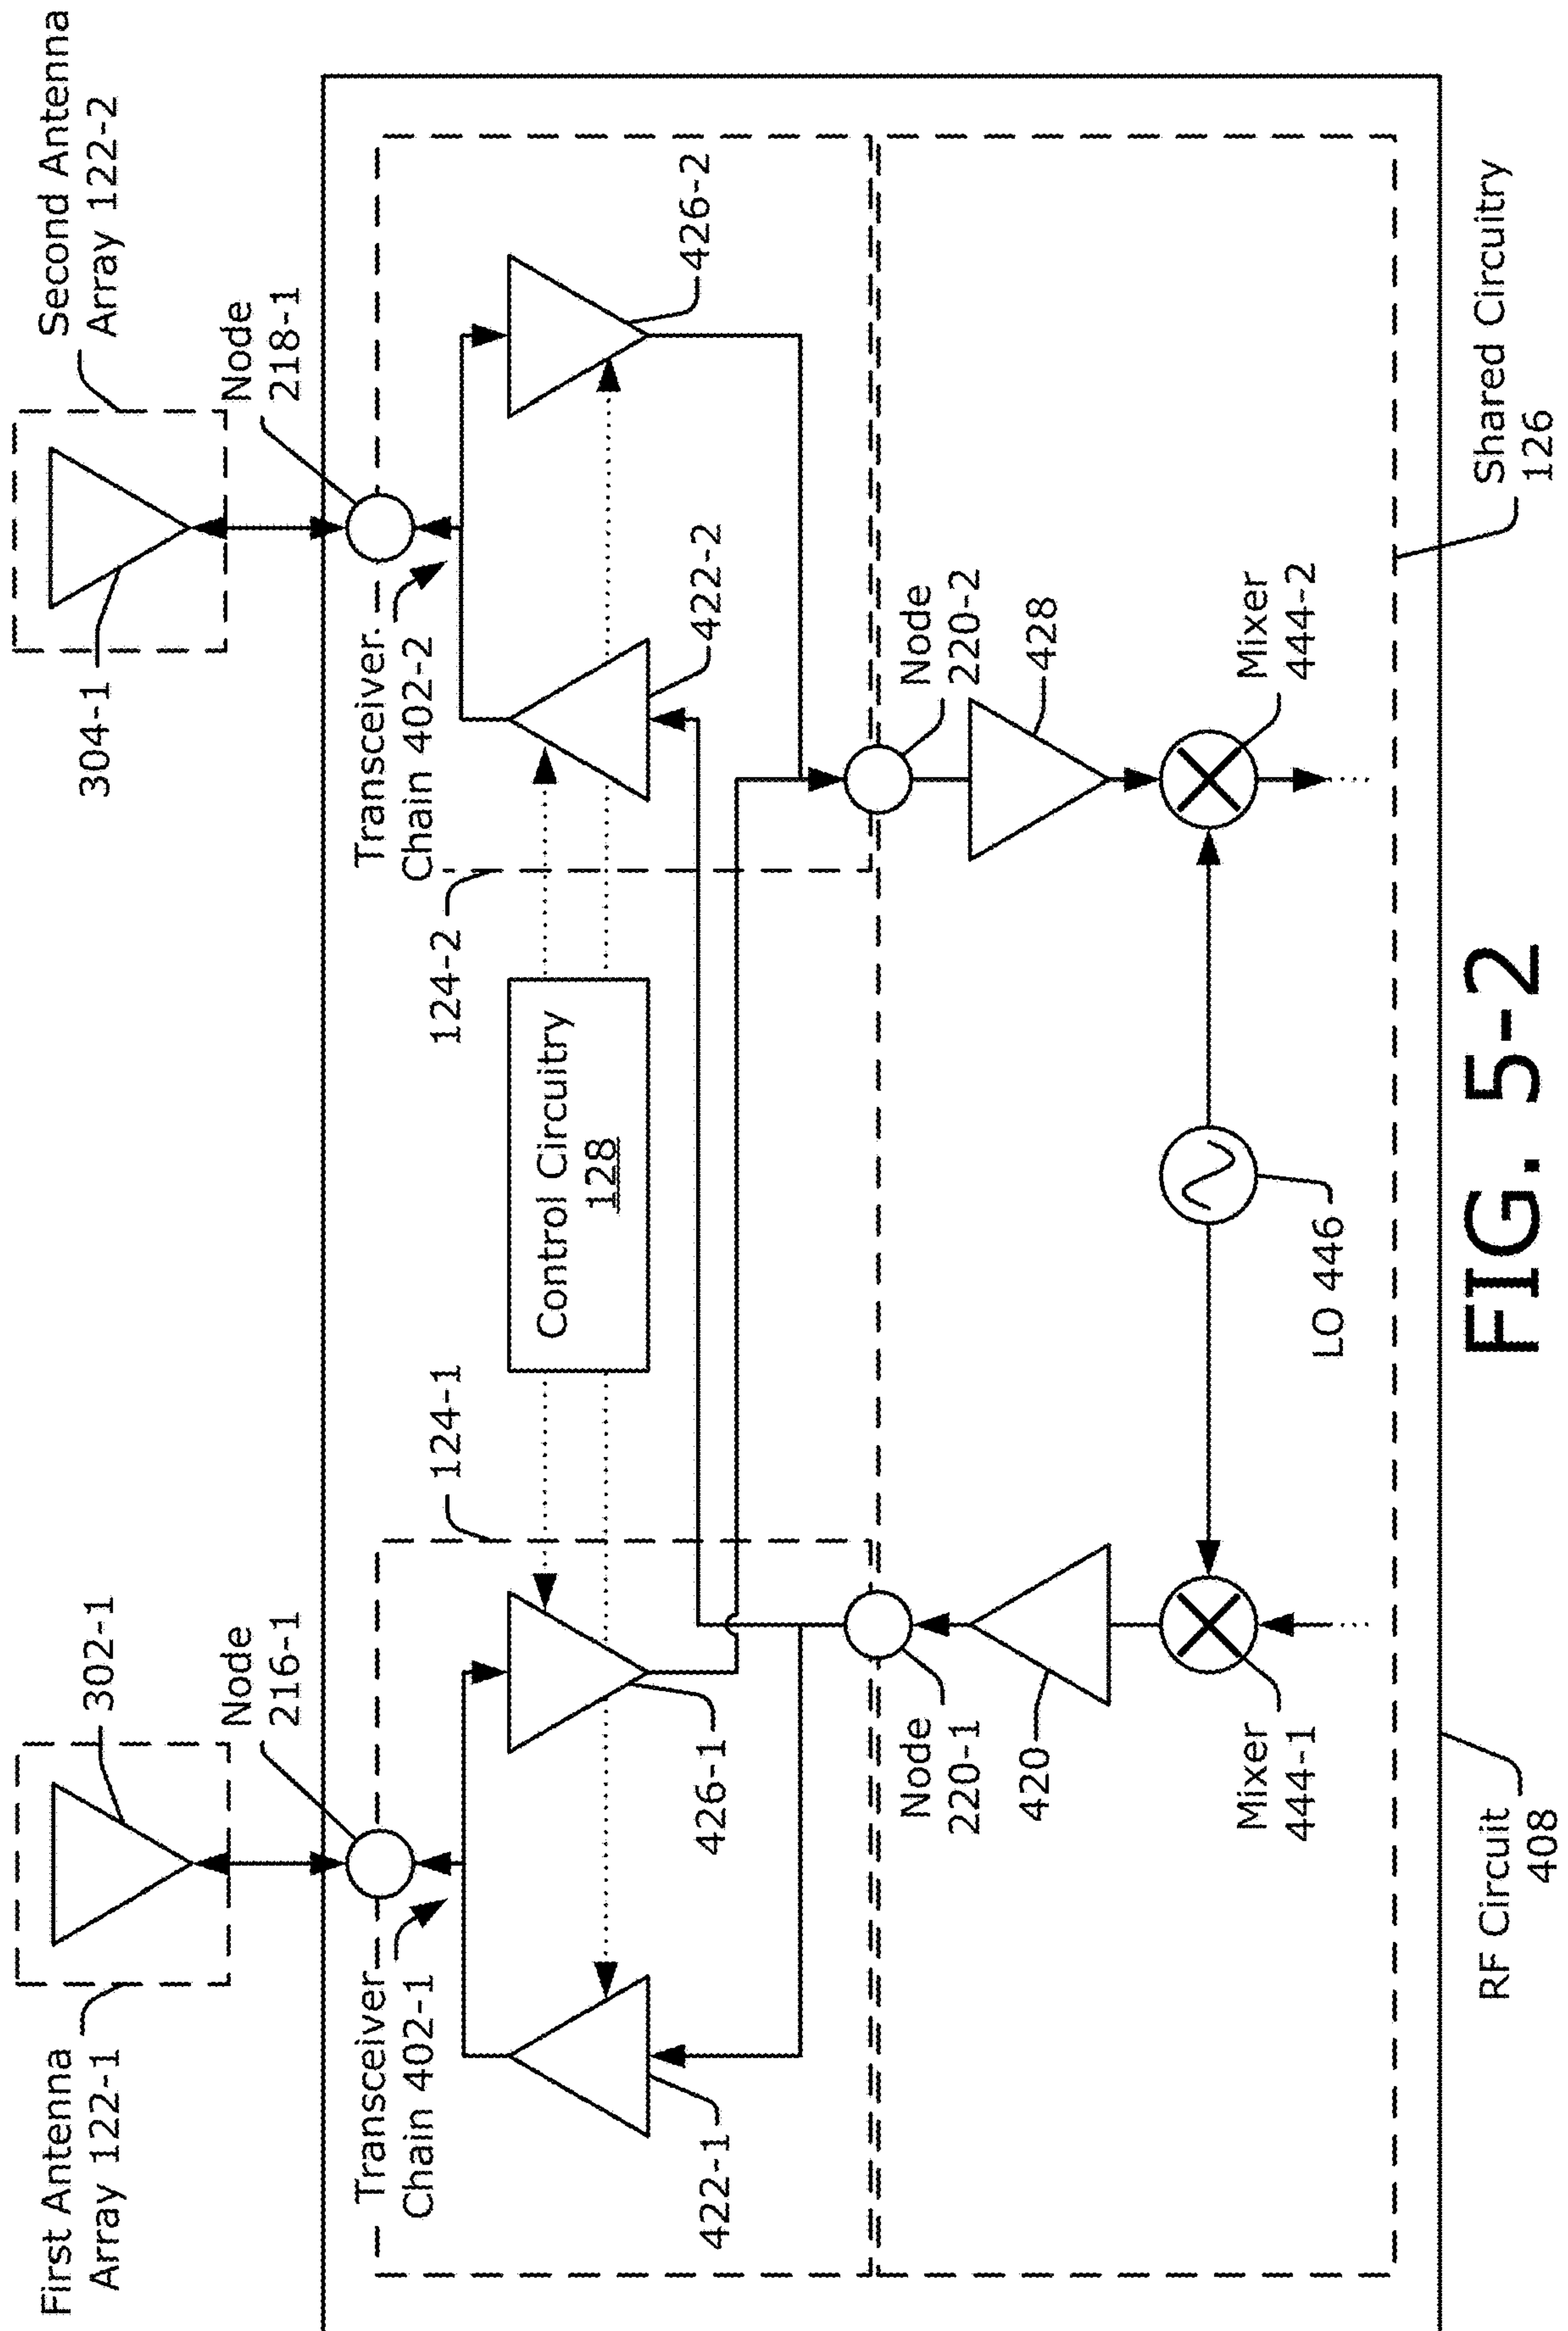 First Antenna
Array 122-1
302-1
Second Antenna
Array 122-2
304-1
Node
216-1
Node
218-1
Transceiver
Chain 402-1
124-1
124-2
Transceiver
Chain 402-2
Control Circuitry
128
422-1
426-1
422-2
426-2
Node
220-1
Node
220-2
420
428
Mixer
444-1
LO 446
Mixer
444-2
RF Circuit
408
Shared Circuitry
126
FIG. 5-2